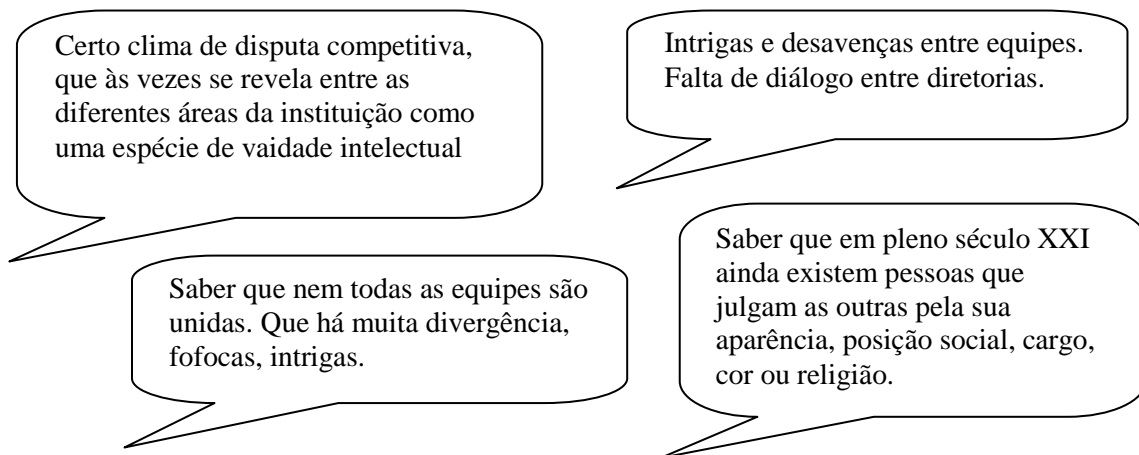 Certo clima de disputa competitiva,
que às vezes se revela entre as
diferentes áreas da instituição como
uma espécie de vaidade intelectual
Intrigas e desavenças entre equipes.
Falta de diálogo entre diretorias.
Saber que nem todas as equipes são
unidas. Que há muita divergência,
fofocas, intrigas.
Saber que em pleno século XXI
ainda existem pessoas que
julgam as outras pela sua
aparência, posição social, cargo,
cor ou religião.